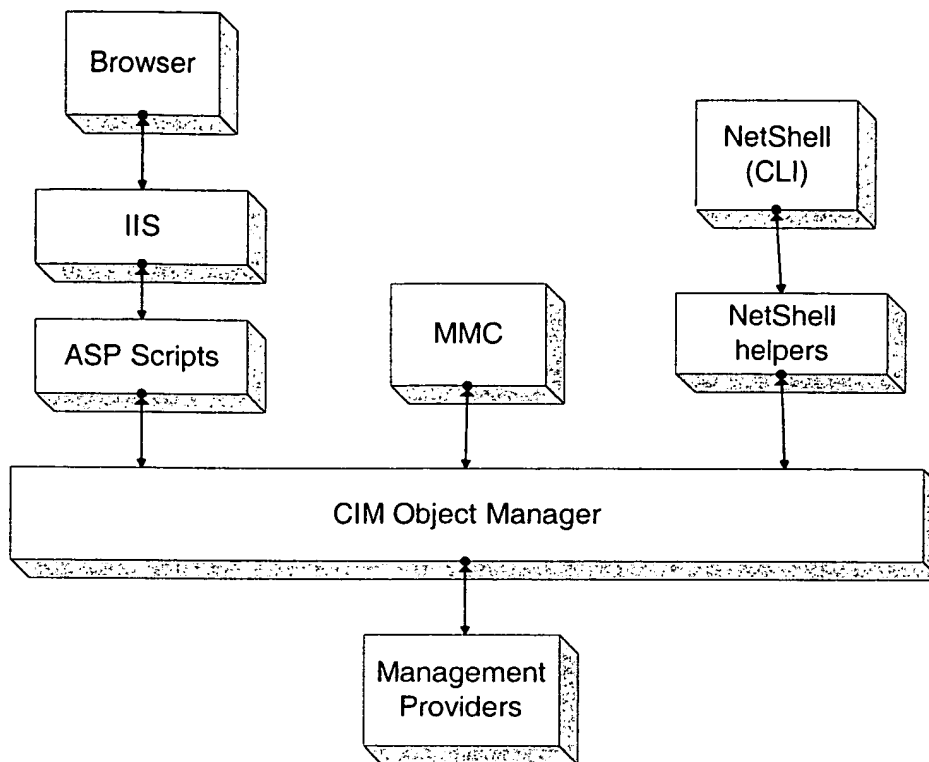 Browser
NetShell
(CLI)
IIS
ASP Scripts
MMC
NetShell
helpers
CIM Object Manager
Management
Providers